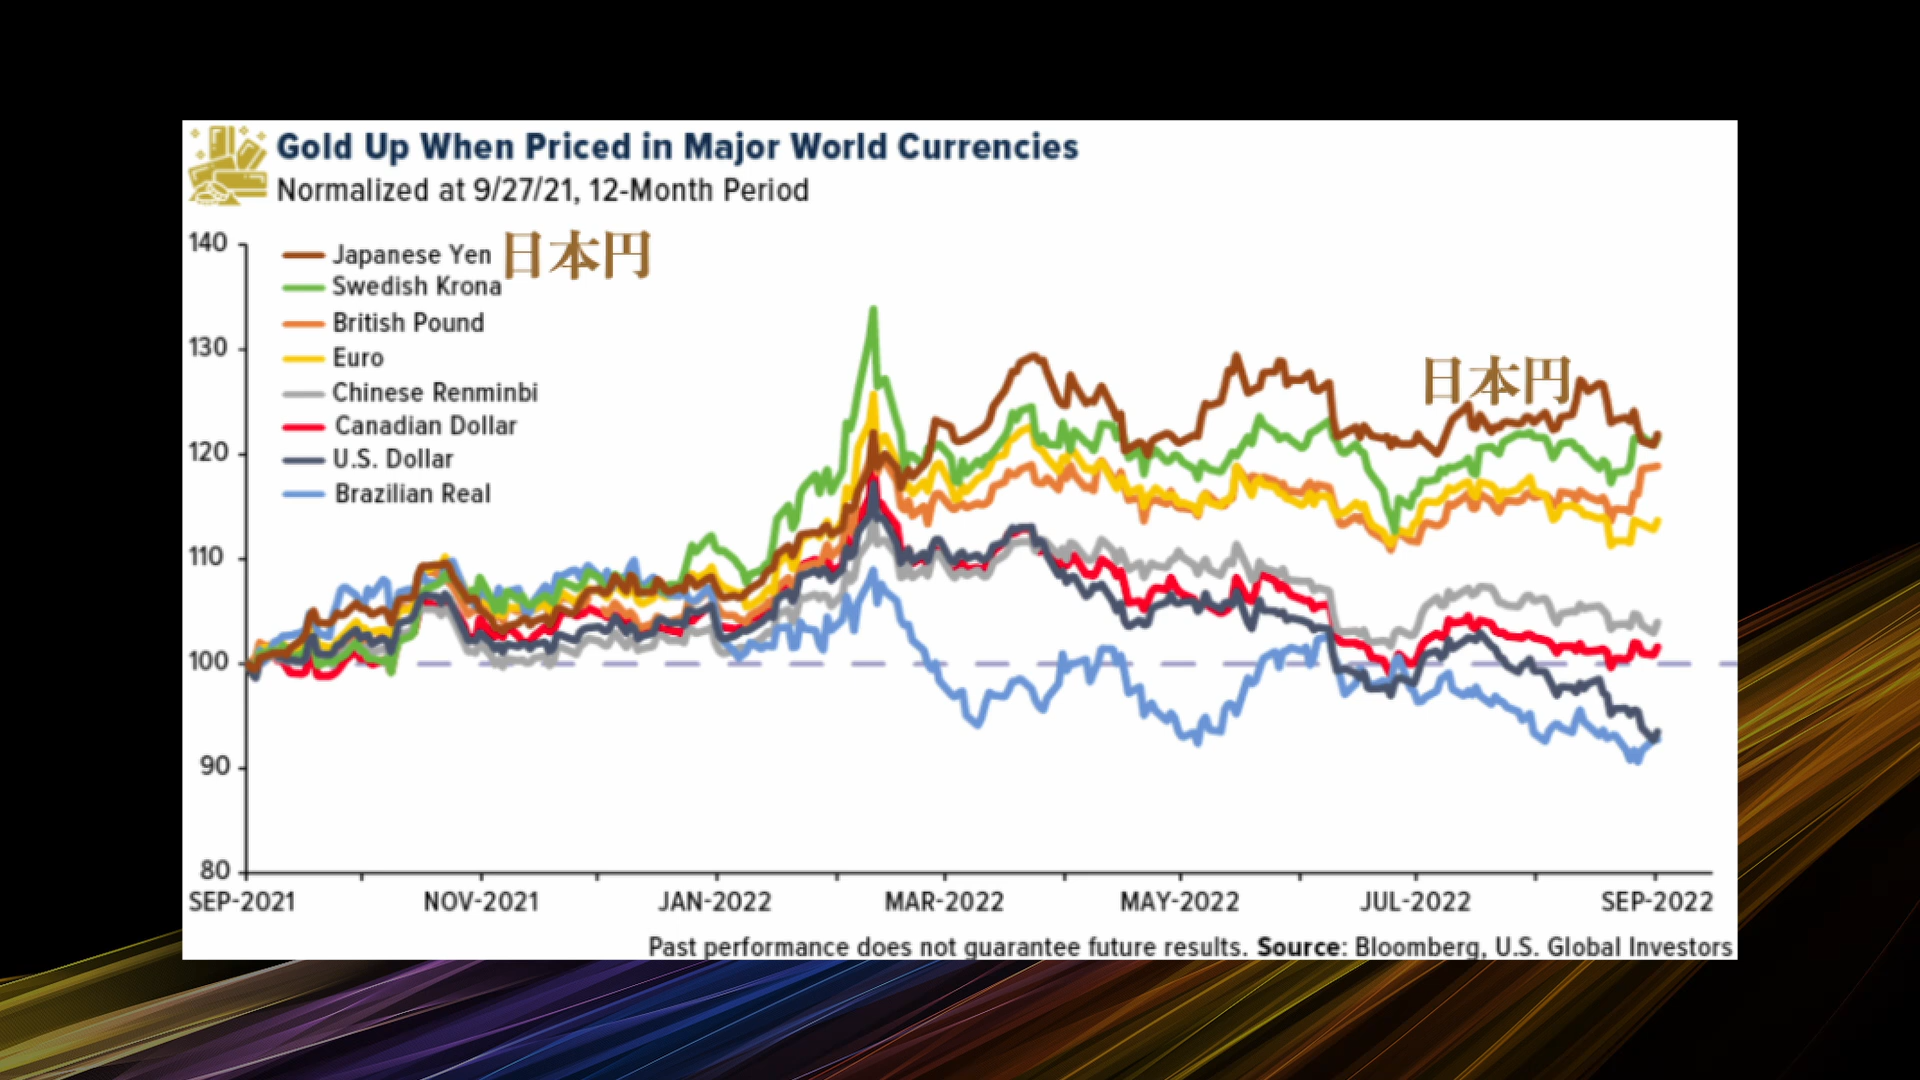 Gold Up When Priced in Major World Currencies
Normalized at 9/27/21, 12-Month Period
140
130
120
110
100
90
80
Japanese Yen 日本円
Swedish Krona
British Pound
Euro
Chinese Renminbi
Canadian Dollar
U.S. Dollar
Brazilian Real
日本円
SEP-2021 NOV-2021 JAN-2022 MAR-2022 MAY-2022 JUL-2022 SEP-2022
Past performance does not guarantee future results. Source: Bloomberg, U.S. Global Investors